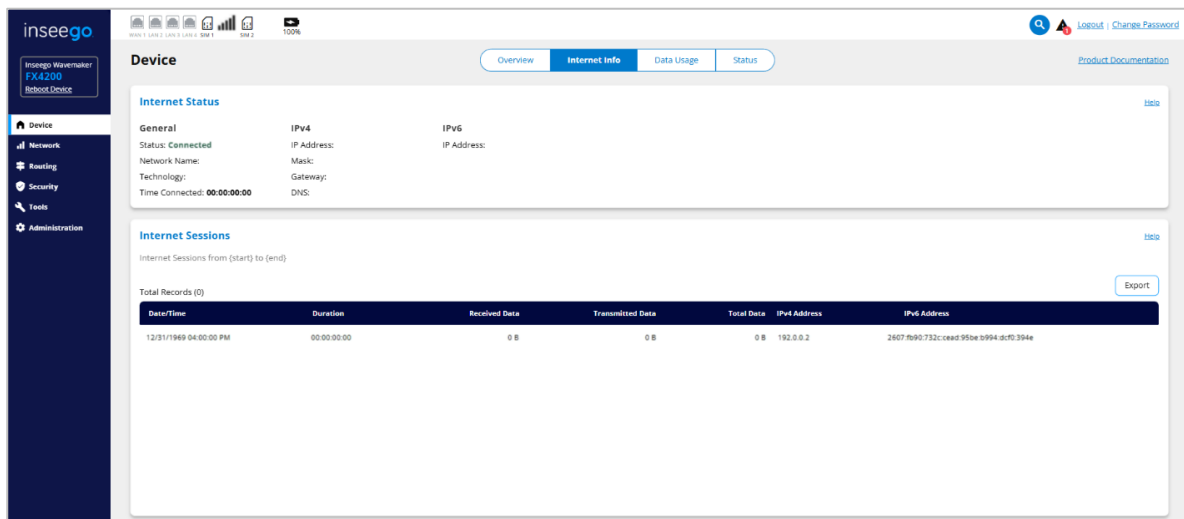 inseego
WAN 1 LAN 2 LAN 3 LAN 4 SIM 1 SIM 2
100%
1
Logout | Change Password
Inseego Wavemaker
FX4200
Reboot Device
Device
Overview Internet Info Data Usage Status
Product Documentation
Device
Network
Routing
Security
Tools
Administration
Internet Status
Help
General IPv4 IPv6
Status: Connected IP Address: IP Address:
Network Name: Mask:
Technology: Gateway:
Time Connected: 00:00:00:00 DNS:
Internet Sessions
Help
Internet Sessions from {start} to {end}
Total Records (0)
Export
Date/Time Duration Received Data Transmitted Data Total Data IPv4 Address IPv6 Address
12/31/1969 04:00:00 PM 00:00:00:00 0 B 0 B 0 B 192.0.0.2 2607:fb90:732c:cead:95be:b994:dcf0:394e